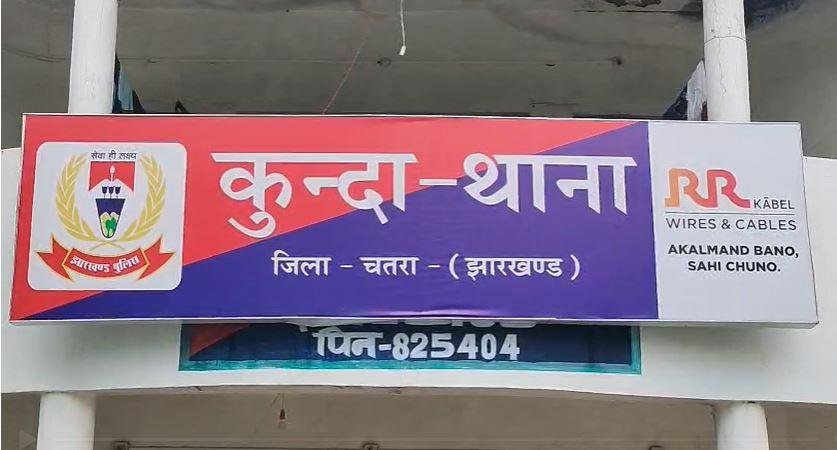 सेवा ही लक्ष्य
झारखण्ड पुलिस
कुन्दा-थाना
जिला - चतरा - (झारखण्ड)
RR KABEL
WIRES & CABLES
AKALMAND BANO,
SAHI CHUNO.
पिन-825404